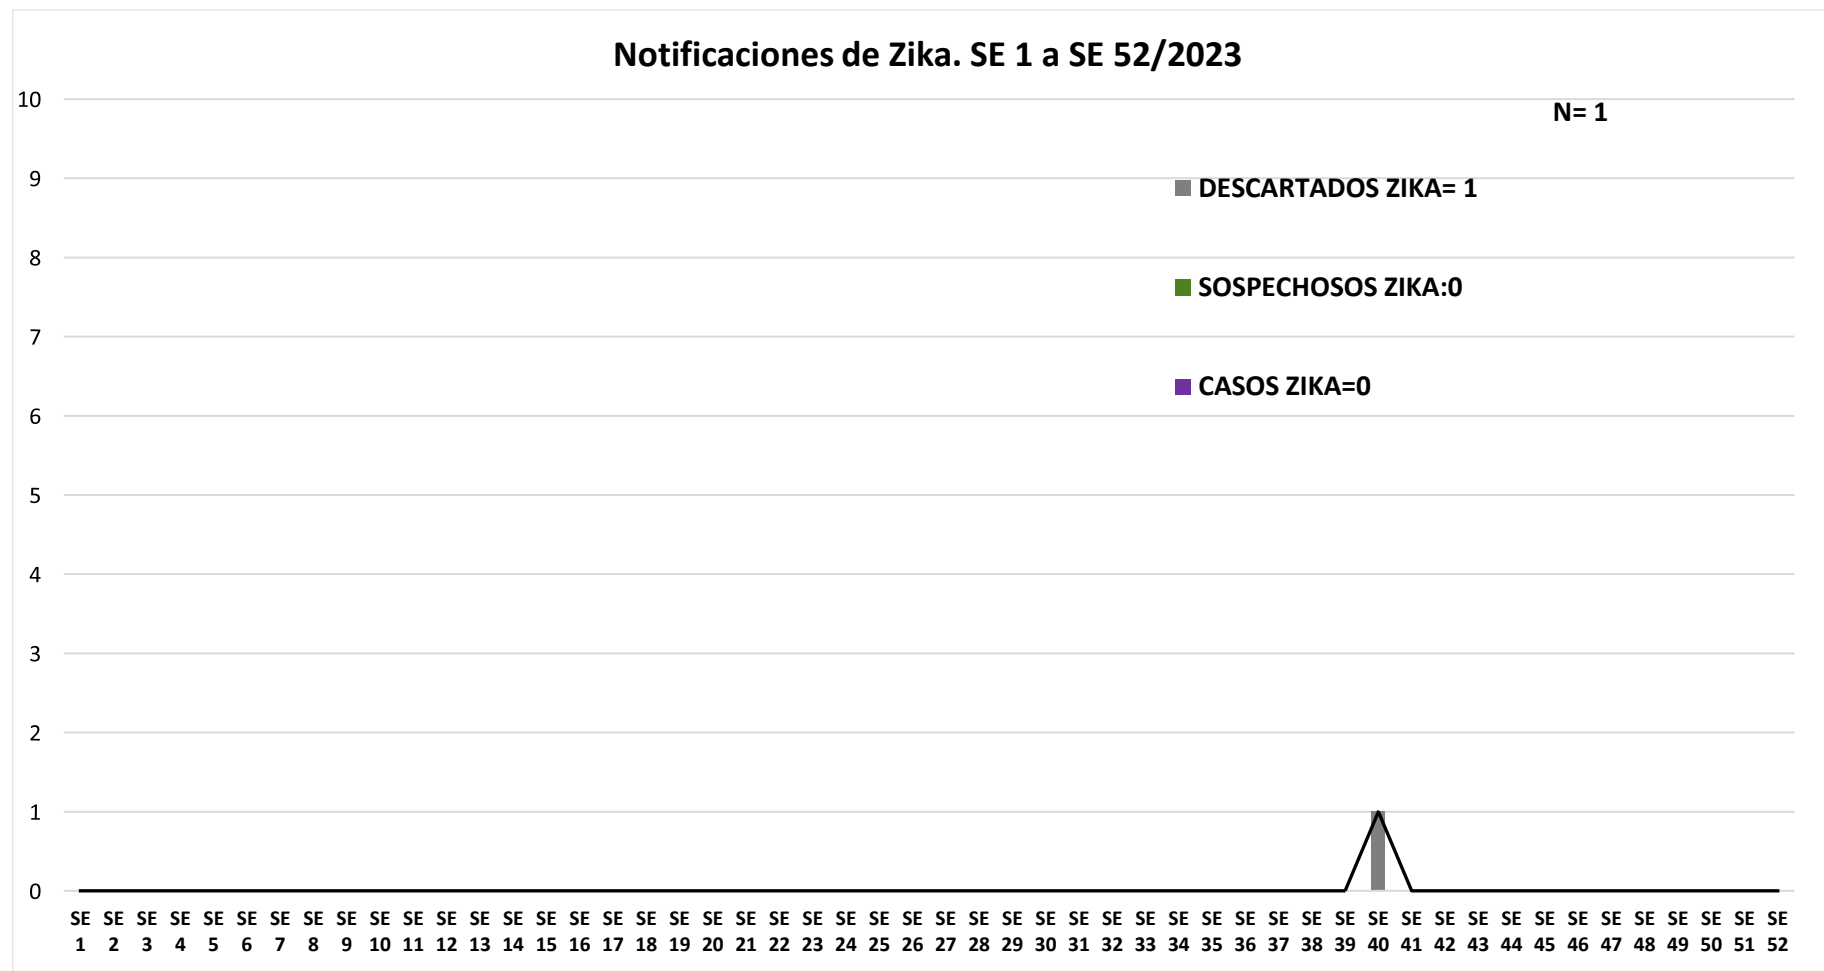 Notificaciones de Zika. SE 1 a SE 52/2023
N= 1
DESCARTADOS ZIKA= 1
SOSPECHOSOS ZIKA:0
CASOS ZIKA=0
10
9
8
7
6
5
4
3
2
1
0
SE SE SE SE SE SE SE SE SE SE SE SE SE SE SE SE SE SE SE SE SE SE SE SE SE SE SE SE SE SE SE SE SE SE SE SE SE SE SE SE SE SE SE SE SE SE SE SE SE SE SE SE
1 2 3 4 5 6 7 8 9 10 11 12 13 14 15 16 17 18 19 20 21 22 23 24 25 26 27 28 29 30 31 32 33 34 35 36 37 38 39 40 41 42 43 44 45 46 47 48 49 50 51 52